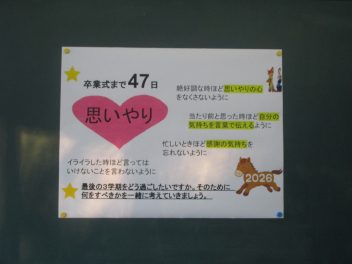 卒業式まで47日
思いやり
絶好調な時ほど思いやりの心
をなくさないように
当たり前と思った時ほど自分の
気持ちを言葉で伝えるように
忙しいときほど感謝の気持ちを
忘れないように
イライラした時ほど言っては
いけないことを言わないように
2026
最後の3学期をどう過ごしたいですか。そのために
何をすべきかを一緒に考えていきましょう。